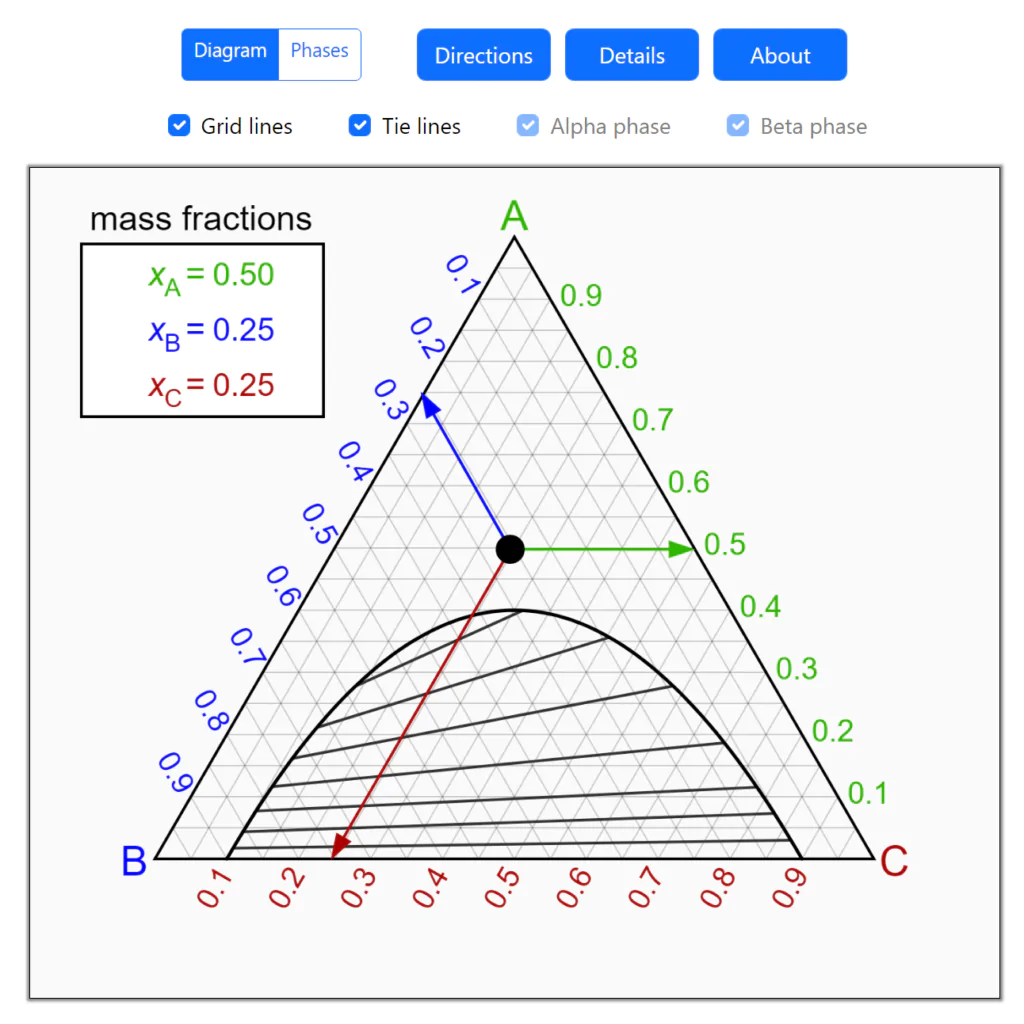 Diagram Phases Directions Details About
Grid lines Tie lines Alpha phase Beta phase
mass fractions
xA = 0.50
xB = 0.25
xC = 0.25
A
0.1
0.2
0.3
0.4
0.5
0.6
0.7
0.8
0.9
0.9
0.8
0.7
0.6
0.5
0.4
0.3
0.2
0.1
B
C
0.1 0.2 0.3 0.4 0.5 0.6 0.7 0.8 0.9